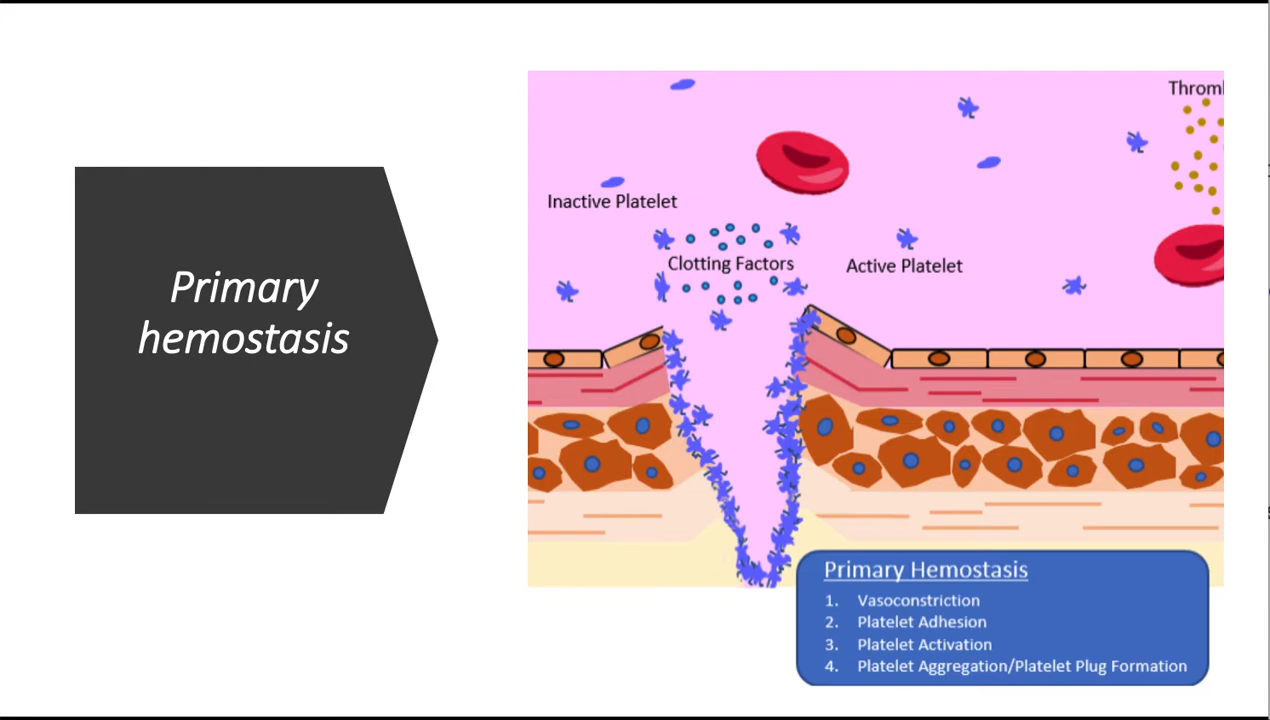 Primary
hemostasis
Inactive Platelet
Clotting Factors
Active Platelet
Primary Hemostasis
1. Vasoconstriction
2. Platelet Adhesion
3. Platelet Activation
4. Platelet Aggregation/Platelet Plug Formation